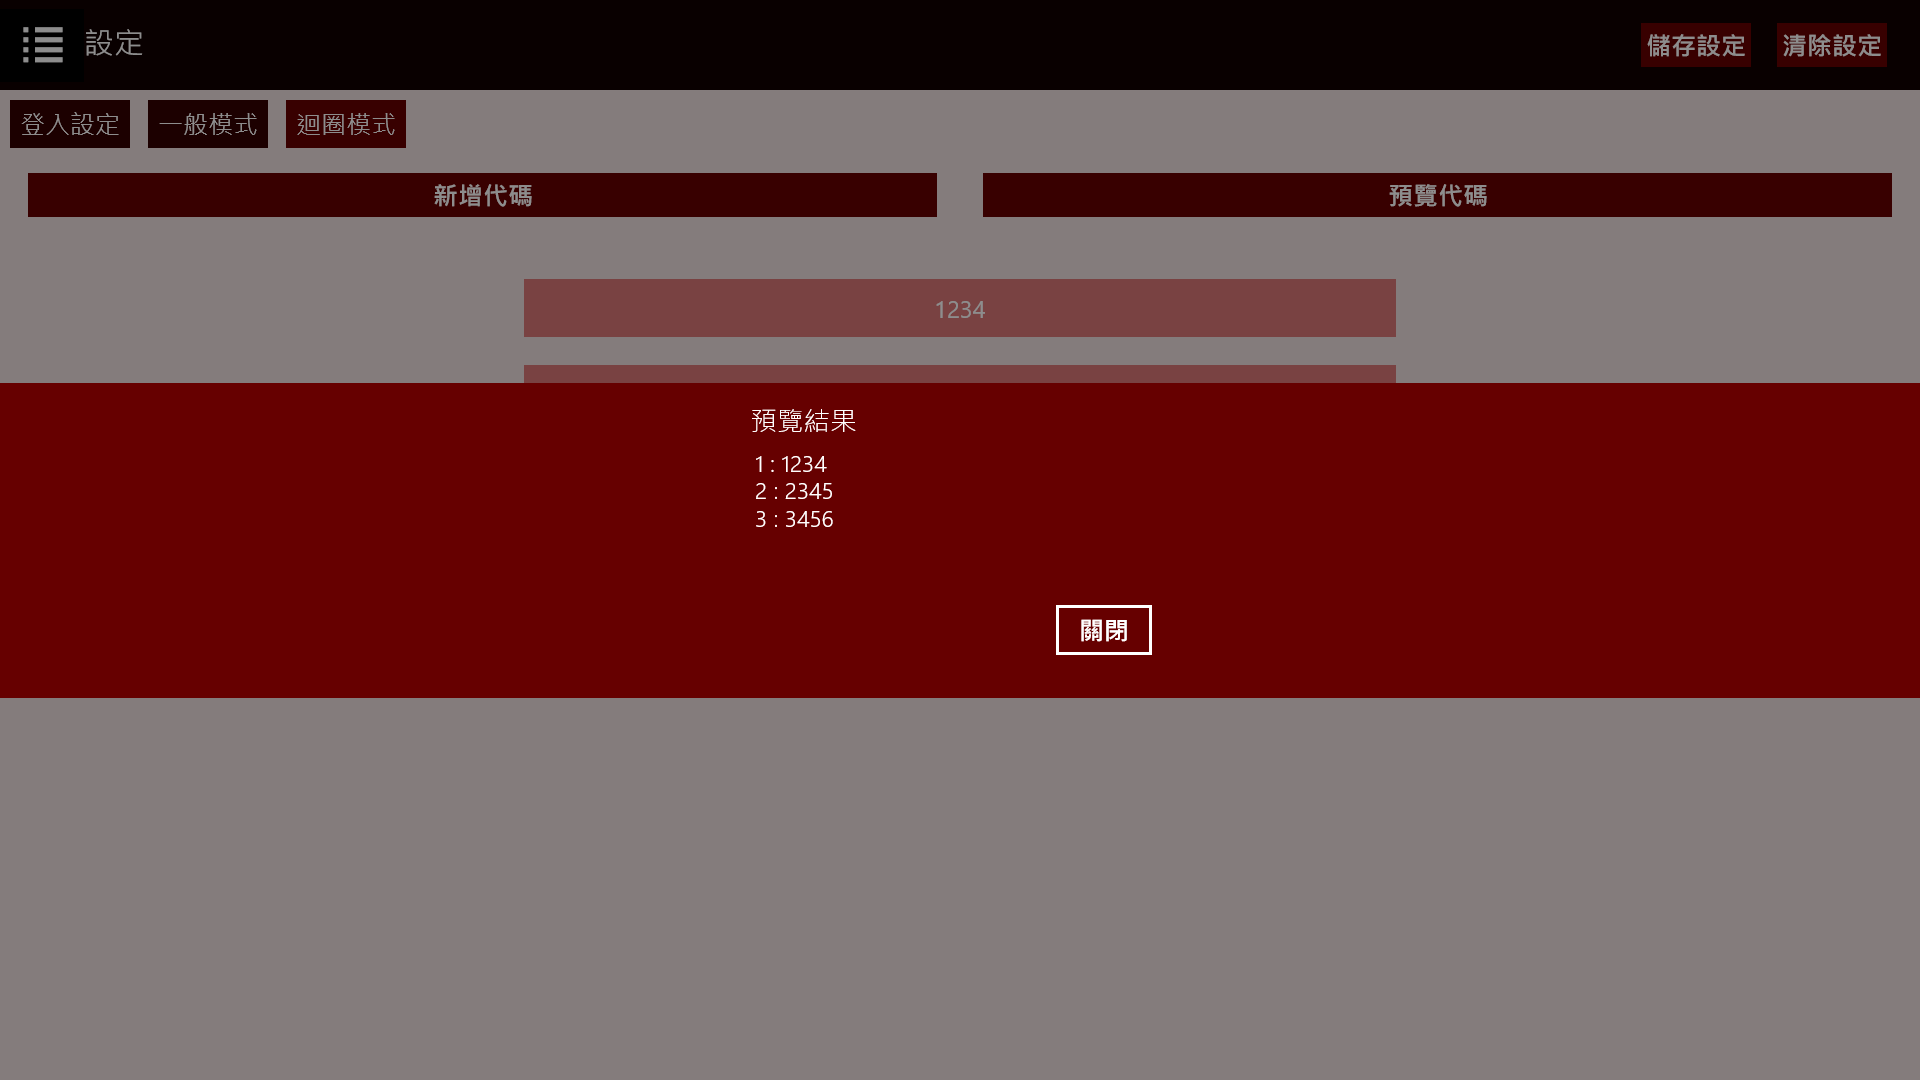 設定
儲存設定
清除設定
登入設定
一般模式
迴圈模式
新增代碼
預覽代碼
1234
預覽結果
1 : 1234
2 : 2345
3 : 3456
關閉